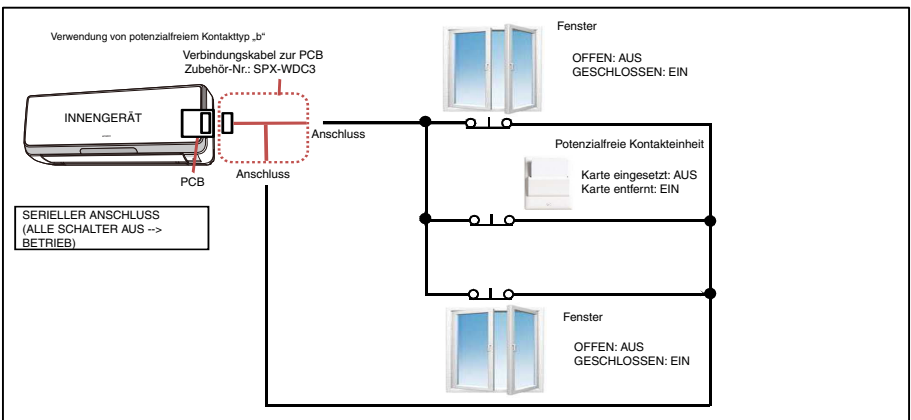 Verwendung von potenzialfreiem Kontakttyp „b"
Verbindungskabel zur PCB
Zubehör-Nr.: SPX-WDC3
INNENGERÄT
Anschluss
Anschluss
PCB
SERIELLER ANSCHLUSS
(ALLE SCHALTER AUS -->
BETRIEB)
Fenster
OFFEN: AUS
GESCHLOSSEN: EIN
Potenzialfreie Kontakteinheit
Karte eingesetzt: AUS
Karte entfernt: EIN
Fenster
OFFEN: AUS
GESCHLOSSEN: EIN